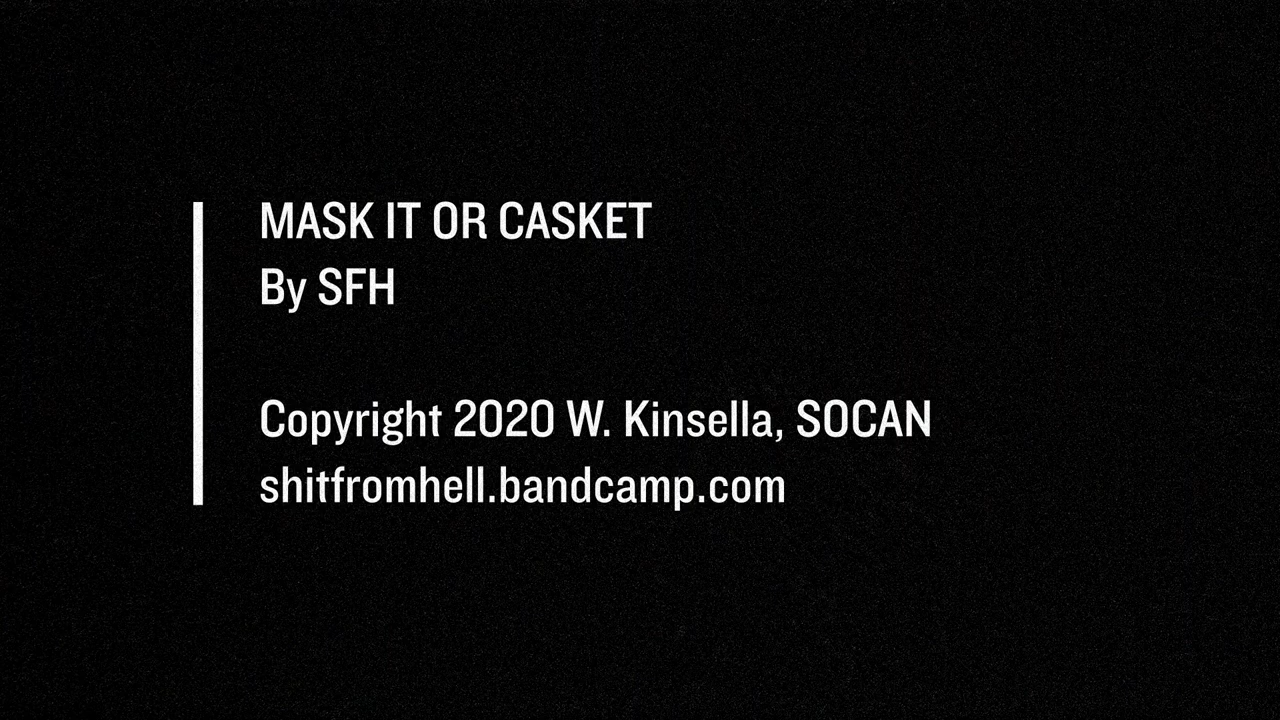 MASK IT OR CASKET
By SFH
Copyright 2020 W. Kinsella, SOCAN
shitfromhell.bandcamp.com